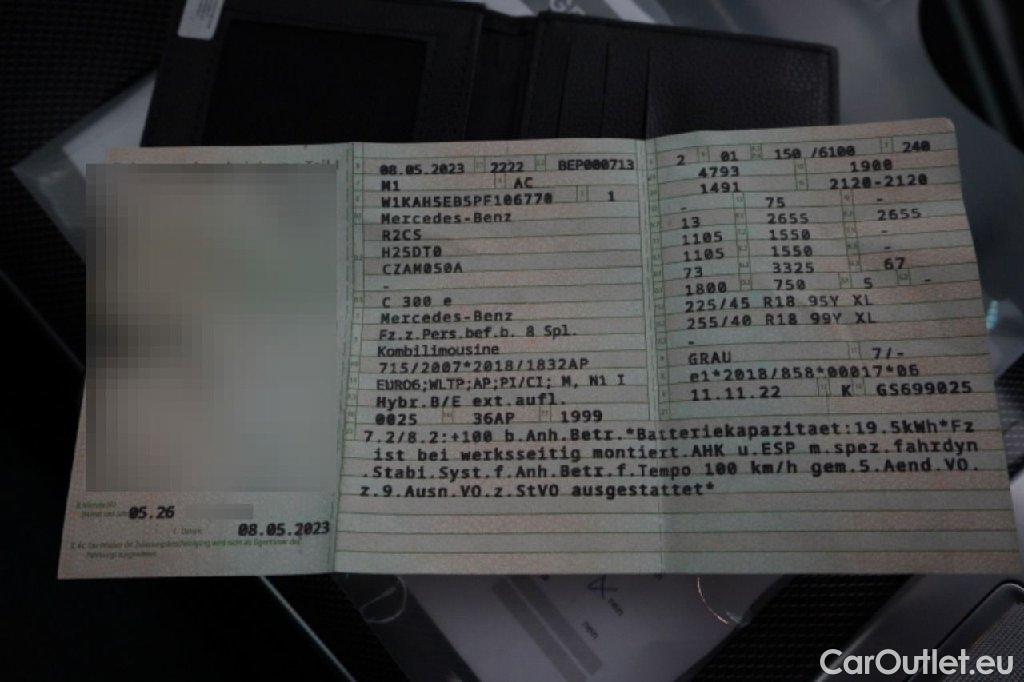 08.05.2023 2222 BEP000713
M1 AC
W1KAH5EB5PF106770 1
Mercedes-Benz
R2CS
H25DT0
CZAM050A
-
C 300 e
Mercedes-Benz
Fz.z.Pers.bef.b. 8 Spl.
Kombilimousine
715/2007*2018/1832AP
EURO6;WLTP;AP;PI/CI; M, N1 I
Hybr.B/E ext.aufl.
0025 36AP 1999
2 01 150 /6100 240
4793 1900
1491 2120-2120
- 75 -
13 2655 2655
1105 1550 -
1105 1550 -
73 3325 67
1800 750 5 -
225/45 R18 95Y XL
255/40 R18 99Y XL
-
GRAU 7/-
e1*2018/858*00017*06
11.11.22 K GS699025
7.2/8.2:+100 b.Anh.Betr.*Batteriekapazitaet:19.5kWh*Fz
ist bei werksseitig montiert.AHK u.ESP m.spez.fahrdyn
.Stabi.Syst.f.Anh.Betr.f.Tempo 100 km/h gem.5.Aend.VO.
z.9.Ausn.VO.z.StVO ausgestattet*
05.26
08.05.2023
CarOutlet.eu